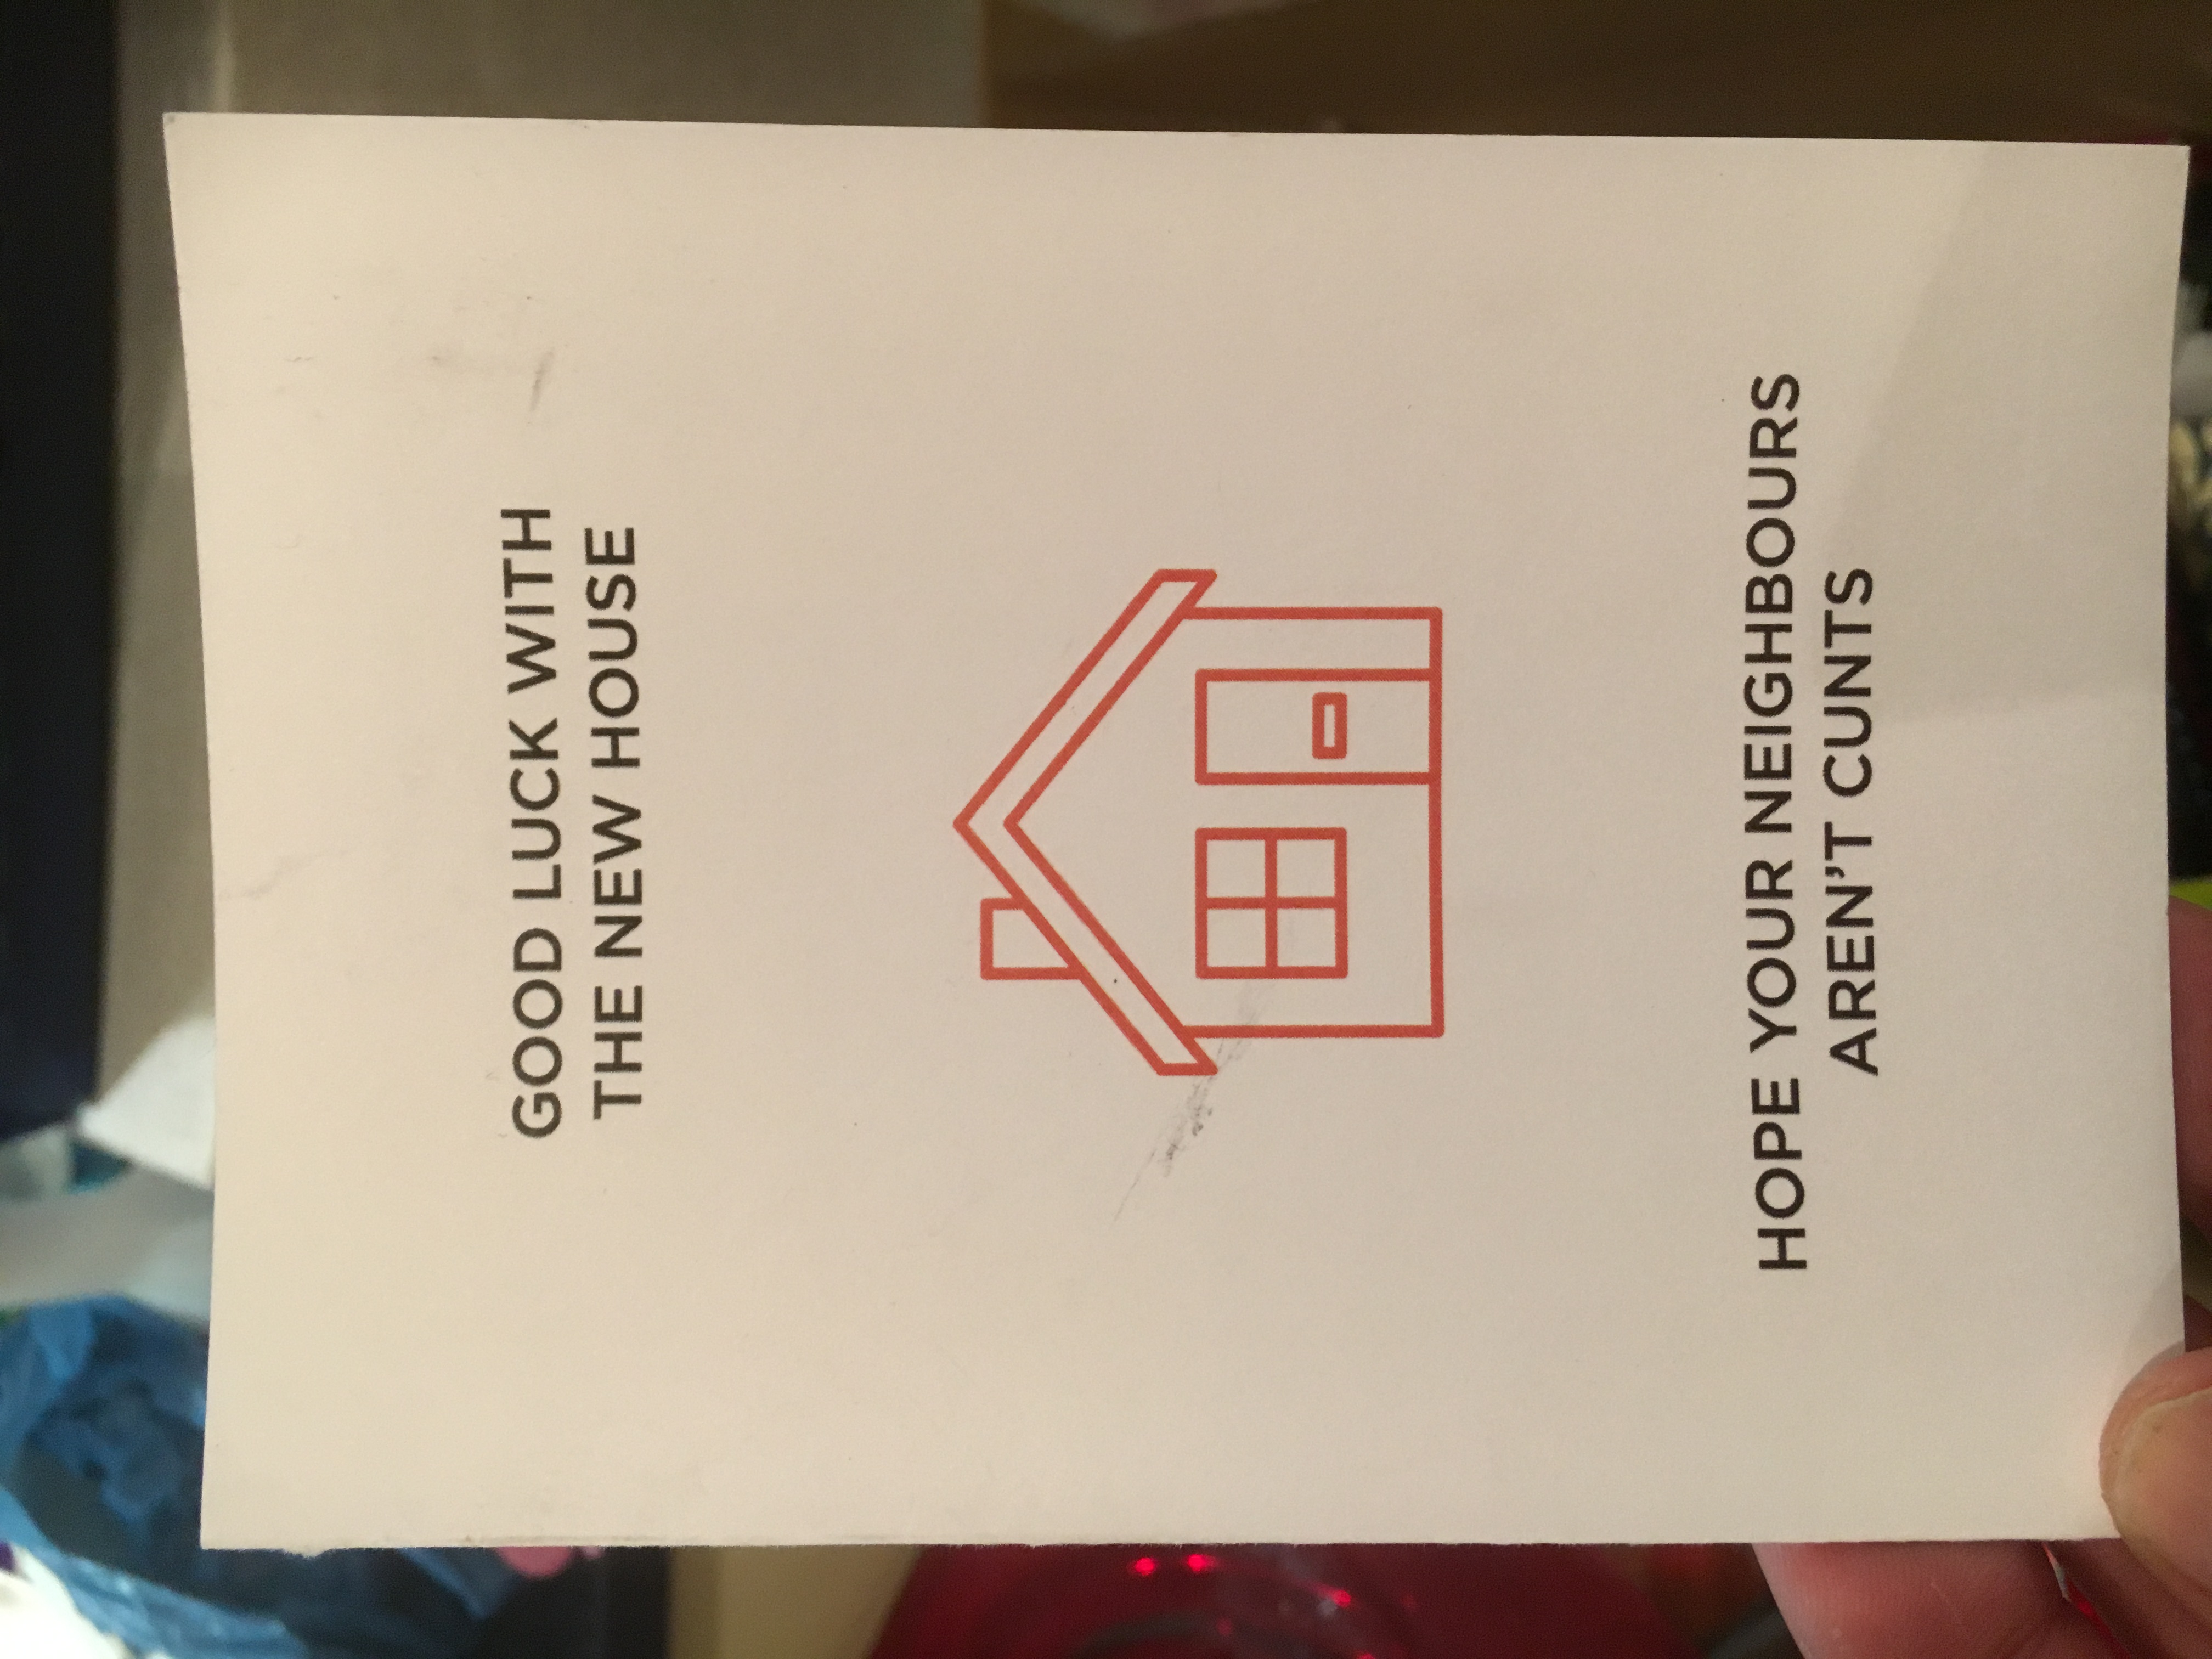 GOOD LUCK WITH
THE NEW HOUSE
HOPE YOUR NEIGHBOURS
AREN'T CUNTS